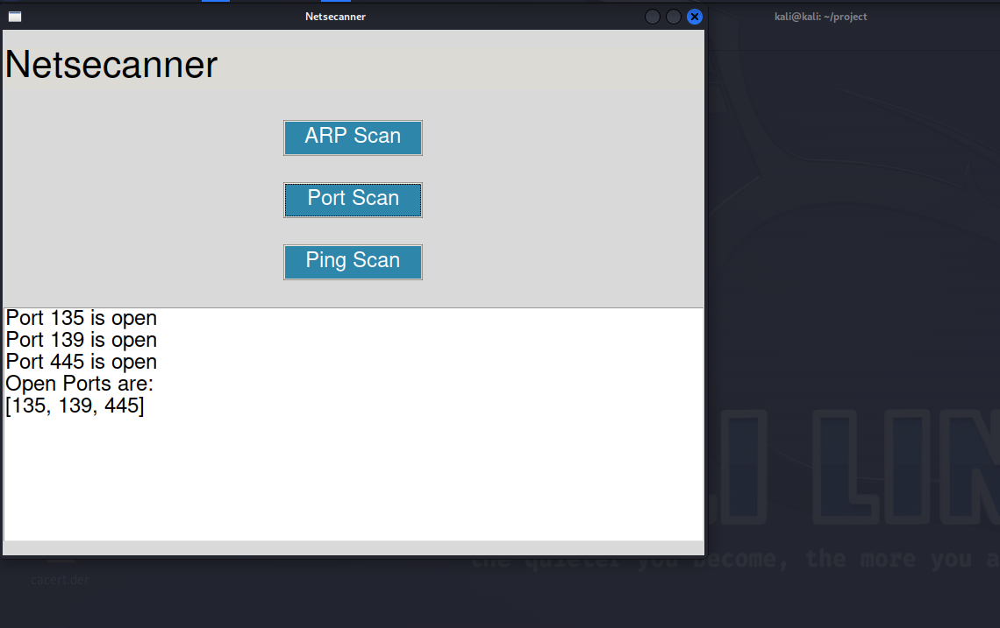 Netsecanner
kali@kali: ~/project
Netsecanner
ARP Scan
Port Scan
Ping Scan
Port 135 is open
Port 139 is open
Port 445 is open
Open Ports are:
[135, 139, 445]
LI LIN
the quieter you become, the more you a
cacert.der